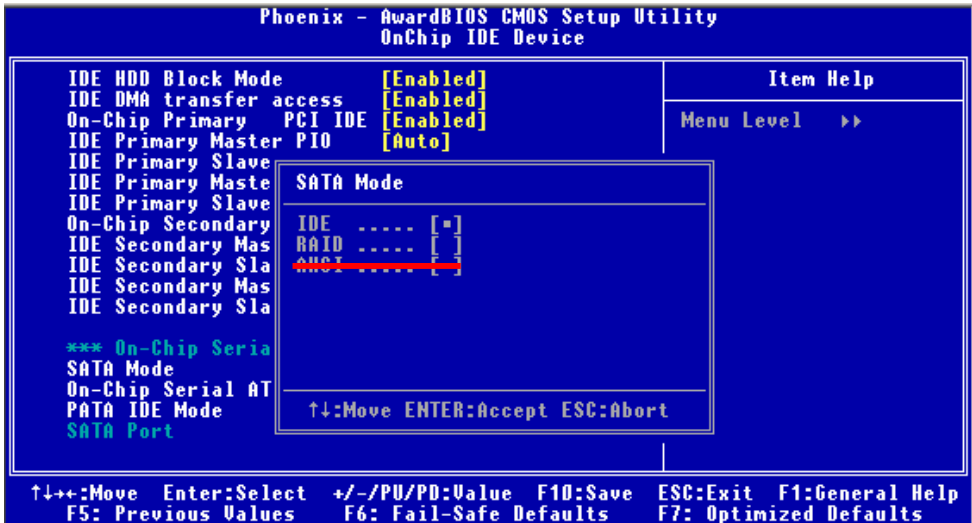 Phoenix - AwardBIOS CMOS Setup Utility
OnChip IDE Device
IDE HDD Block Mode [Enabled]
IDE DMA transfer access [Enabled]
On-Chip Primary PCI IDE [Enabled]
IDE Primary Master PIO [Auto]
IDE Primary Slave
IDE Primary Maste
IDE Primary Slave
On-Chip Secondary
IDE Secondary Mas
IDE Secondary Sla
IDE Secondary Mas
IDE Secondary Sla
*** On-Chip Seria
SATA Mode
On-Chip Serial AT
PATA IDE Mode
SATA Port
SATA Mode
IDE ..... [▪]
RAID ..... [ ]
AHCI ..... [ ]
↑↓:Move ENTER:Accept ESC:Abort
Item Help
Menu Level ▸▸
↑↓→←:Move Enter:Select +/-/PU/PD:Value F10:Save ESC:Exit F1:General Help
F5: Previous Values F6: Fail-Safe Defaults F7: Optimized Defaults